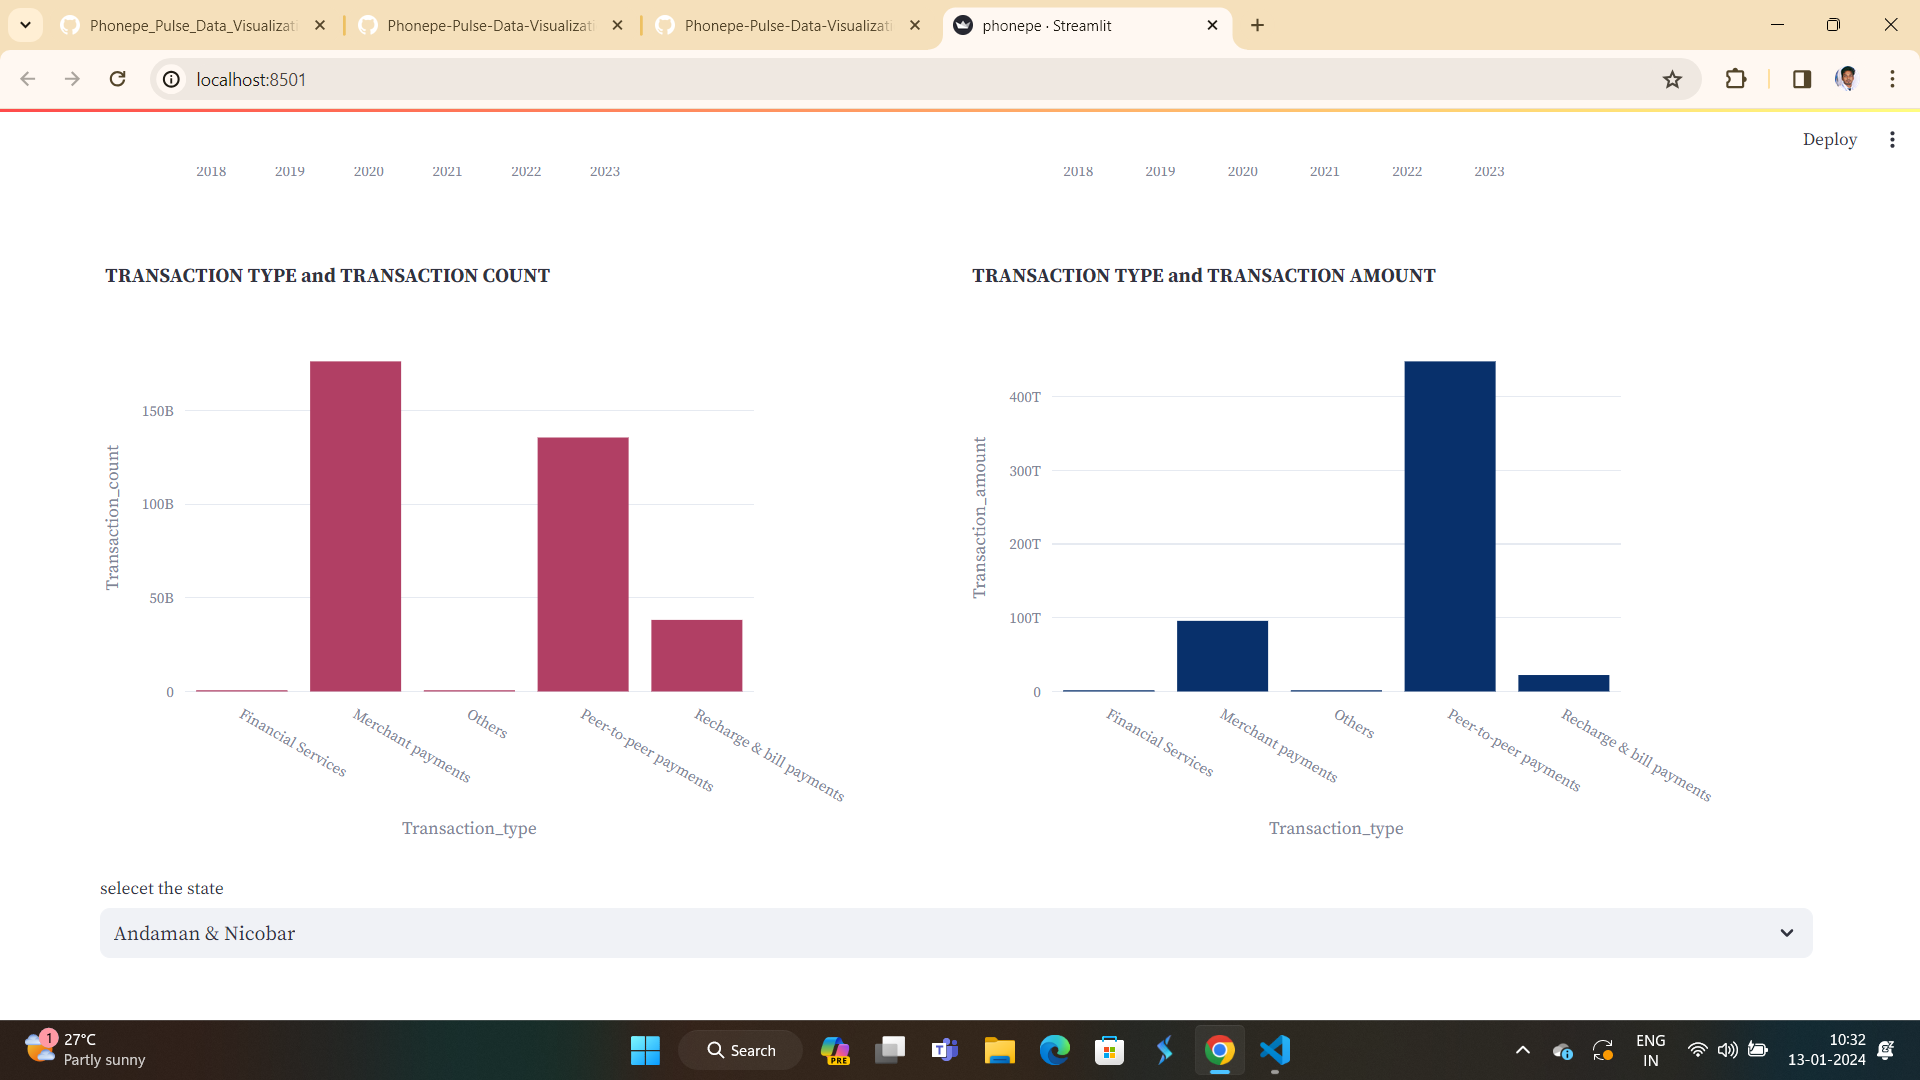 Phonepe_Pulse_Data_Visualizati
Phonepe-Pulse-Data-Visualizati
Phonepe-Pulse-Data-Visualizati
phonepe · Streamlit
localhost:8501
Deploy
2018 2019 2020 2021 2022 2023
2018 2019 2020 2021 2022 2023
TRANSACTION TYPE and TRANSACTION COUNT
150B
100B
50B
0
Transaction_count
Financial Services
Merchant payments
Others
Peer-to-peer payments
Recharge & bill payments
Transaction_type
TRANSACTION TYPE and TRANSACTION AMOUNT
400T
300T
200T
100T
0
Transaction_amount
Financial Services
Merchant payments
Others
Peer-to-peer payments
Recharge & bill payments
Transaction_type
selecet the state
Andaman & Nicobar
1
27°C
Partly sunny
Search
PRE
ENG
IN
10:32
13-01-2024